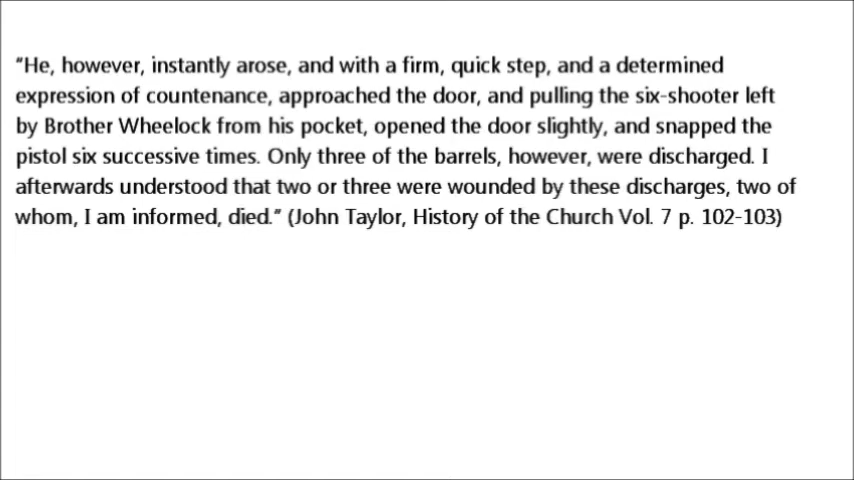 "He, however, instantly arose, and with a firm, quick step, and a determined
expression of countenance, approached the door, and pulling the six-shooter left
by Brother Wheelock from his pocket, opened the door slightly, and snapped the
pistol six successive times. Only three of the barrels, however, were discharged. I
afterwards understood that two or three were wounded by these discharges, two of
whom, I am informed, died." (John Taylor, History of the Church Vol. 7 p. 102-103)